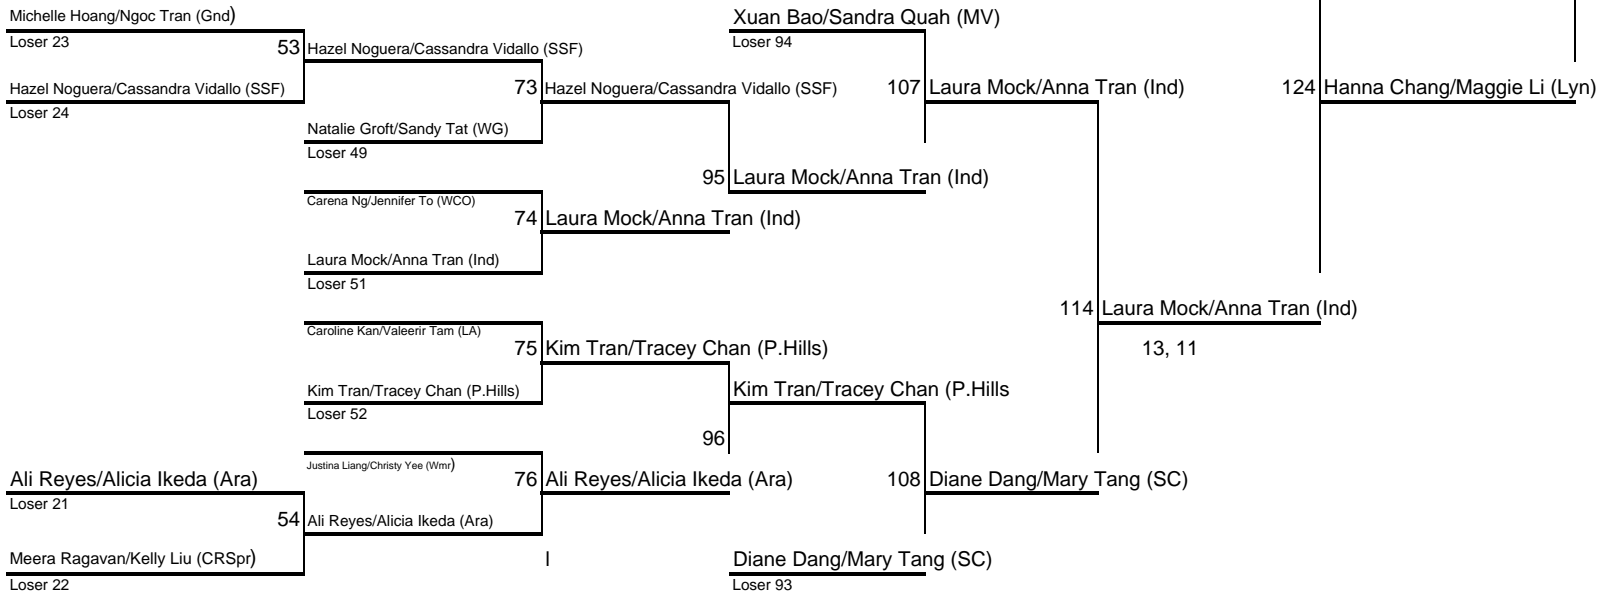 Michelle Hoang/Ngoc Tran (Gnd)
Xuan Bao/Sandra Quah (MV)
Loser 23
53 Hazel Noguera/Cassandra Vidallo (SSF)
Loser 94
Hazel Noguera/Cassandra Vidallo (SSF)
73 Hazel Noguera/Cassandra Vidallo (SSF)
107 Laura Mock/Anna Tran (Ind)
124 Hanna Chang/Maggie Li (Lyn)
Loser 24
Natalie Groft/Sandy Tat (WG)
Loser 49
95 Laura Mock/Anna Tran (Ind)
Carena Ng/Jennifer To (WCO)
74 Laura Mock/Anna Tran (Ind)
Laura Mock/Anna Tran (Ind)
Loser 51
114 Laura Mock/Anna Tran (Ind)
Caroline Kan/Valeerir Tam (LA)
75 Kim Tran/Tracey Chan (P.Hills)
13, 11
Kim Tran/Tracey Chan (P.Hills)
Kim Tran/Tracey Chan (P.Hills
Loser 52
96
Justina Liang/Christy Yee (Wmr)
Ali Reyes/Alicia Ikeda (Ara)
76 Ali Reyes/Alicia Ikeda (Ara)
108 Diane Dang/Mary Tang (SC)
Loser 21
54 Ali Reyes/Alicia Ikeda (Ara)
Meera Ragavan/Kelly Liu (CRSpr)
I
Diane Dang/Mary Tang (SC)
Loser 22
Loser 93